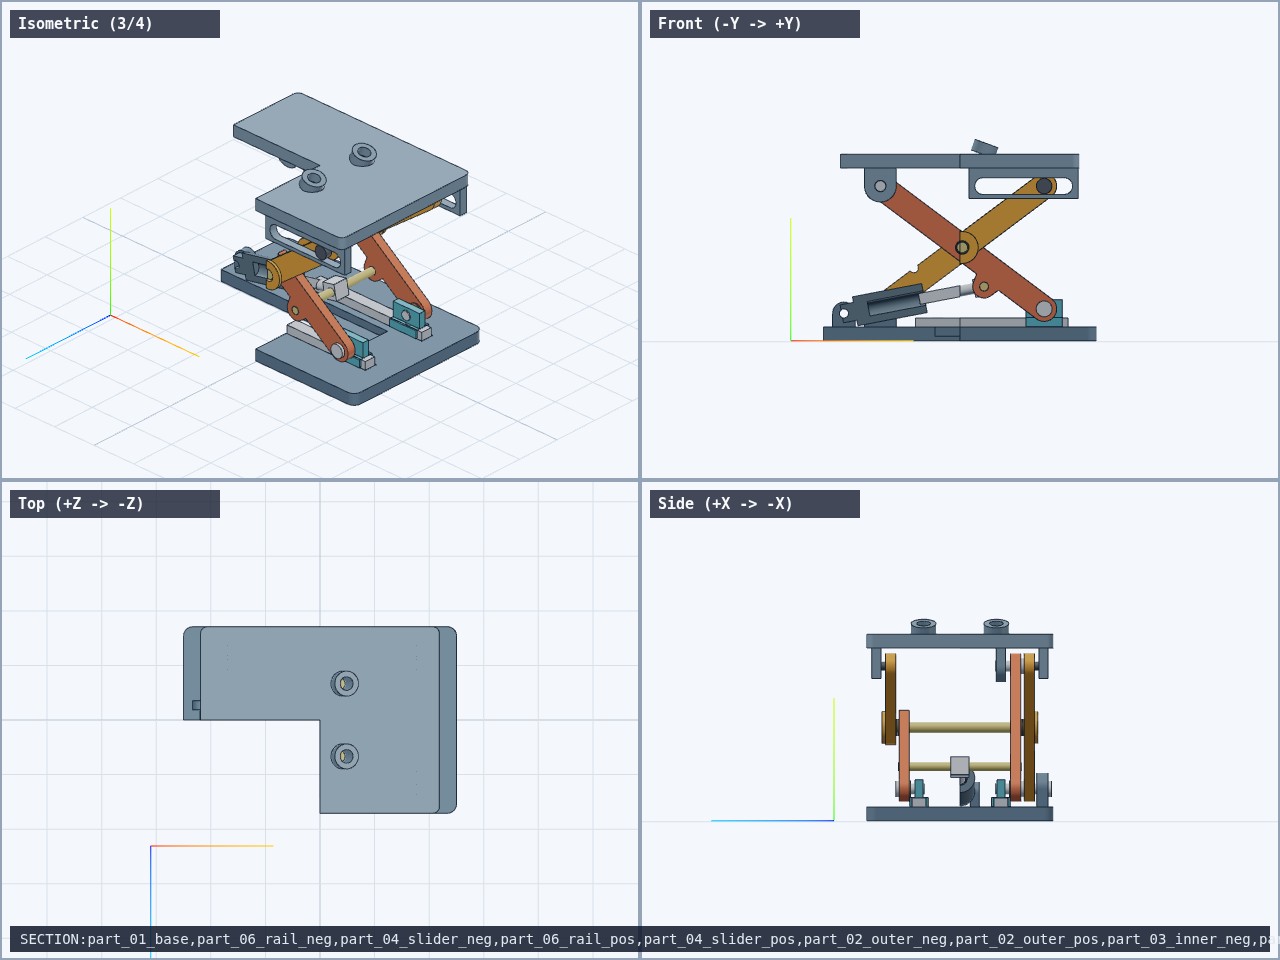 Isometric (3/4)
Front (-Y -> +Y)
Top (+Z -> -Z)
Side (+X -> -X)
SECTION:part_01_base,part_06_rail_neg,part_04_slider_neg,part_06_rail_pos,part_04_slider_pos,part_02_outer_neg,part_02_outer_pos,part_03_inner_neg,pa